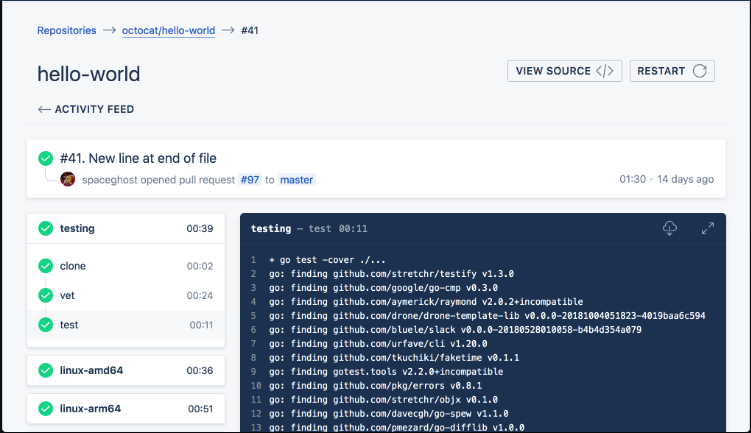 Repositories → octocat/hello-world → #41
hello-world
VIEW SOURCE </>
RESTART
← ACTIVITY FEED
#41. New line at end of file
spaceghost opened pull request #97 to master
01:30 · 14 days ago
testing 00:39
clone 00:02
vet 00:24
test 00:11
linux-amd64 00:36
linux-arm64 00:51
testing — test 00:11
1 + go test -cover ./...
2 go: finding github.com/stretchr/testify v1.3.0
3 go: finding github.com/google/go-cmp v0.3.0
4 go: finding github.com/aymerick/raymond v2.0.2+incompatible
5 go: finding github.com/drone/drone-template-lib v0.0.0-20181004051823-4019baa6c594
6 go: finding github.com/bluele/slack v0.0.0-20180528010058-b4b4d354a079
7 go: finding github.com/urfave/cli v1.20.0
8 go: finding github.com/tkuchiki/faketime v0.1.1
9 go: finding gotest.tools v2.2.0+incompatible
10 go: finding github.com/pkg/errors v0.8.1
11 go: finding github.com/stretchr/objx v0.1.0
12 go: finding github.com/davecgh/go-spew v1.1.0
13 go: finding github.com/pmezard/go-difflib v1.0.0